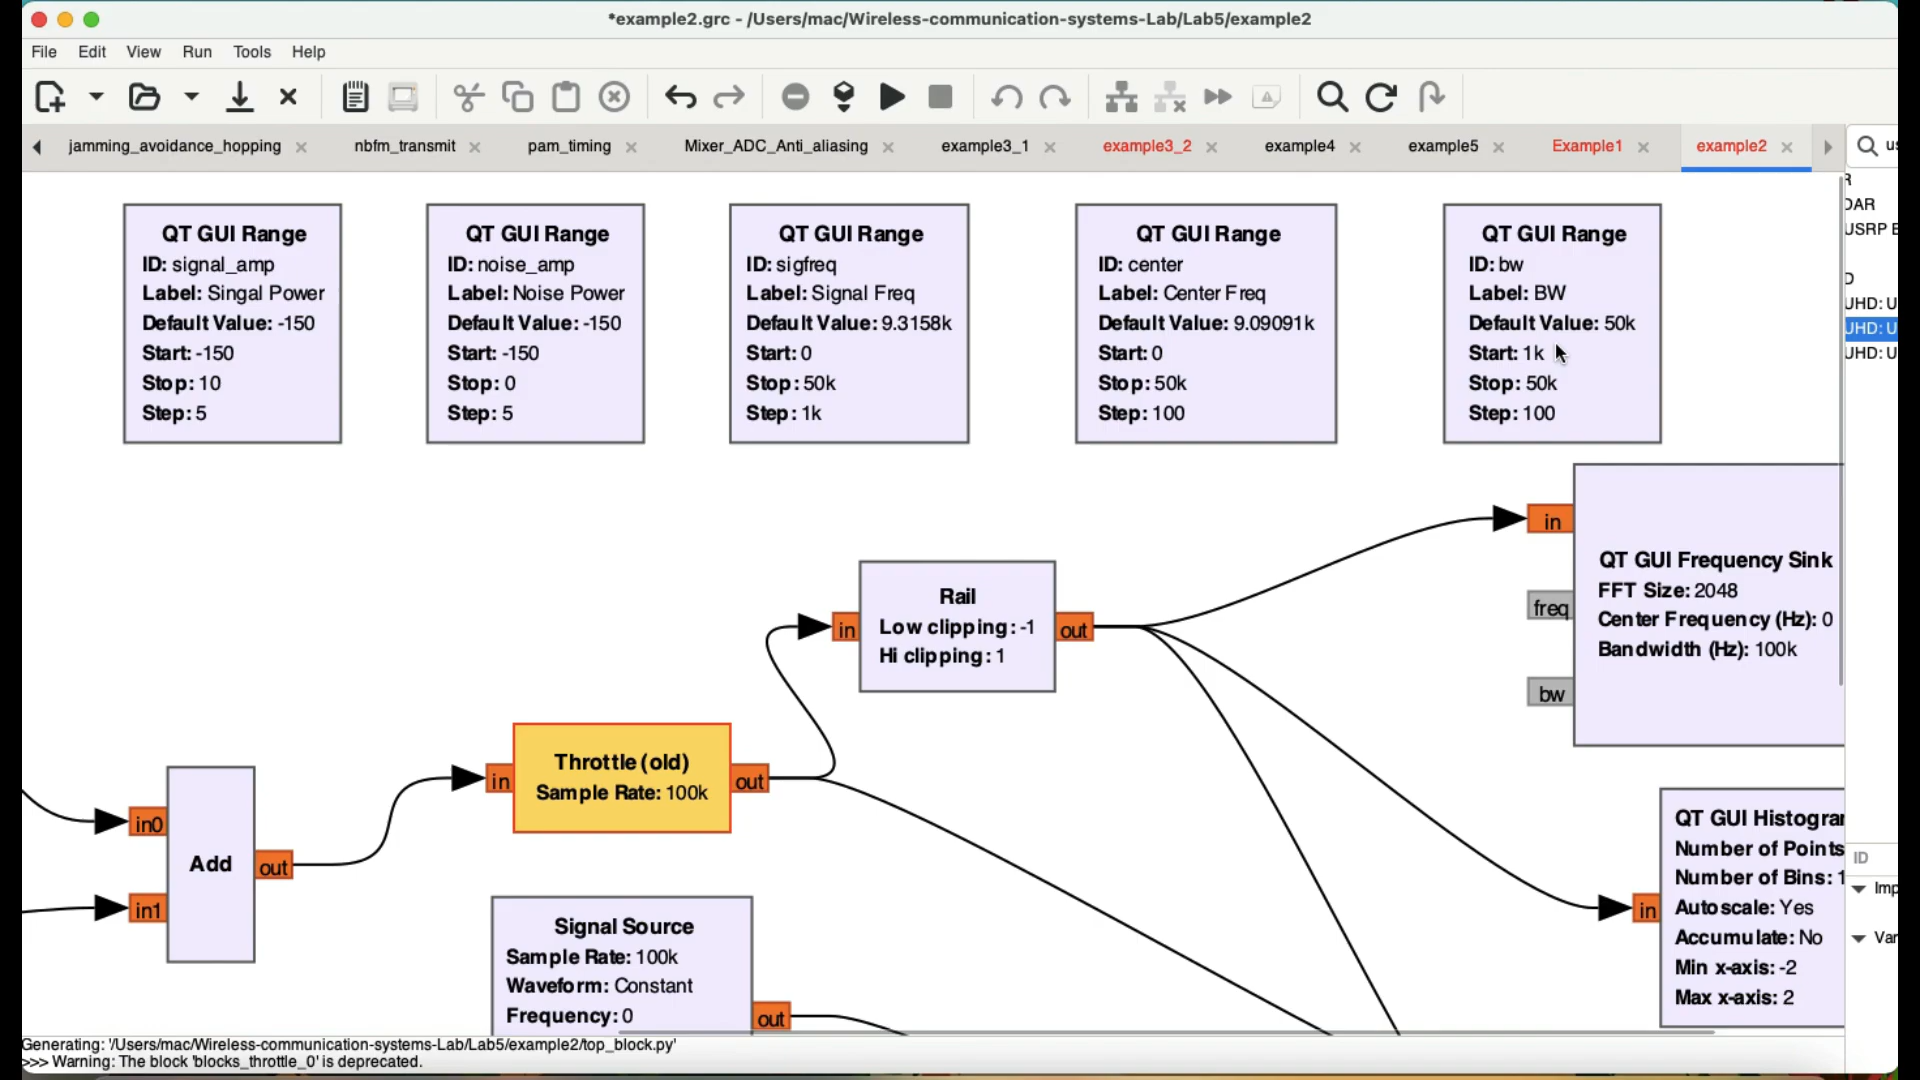 *example2.grc - /Users/mac/Wireless-communication-systems-Lab/Lab5/example2
File Edit View Run Tools Help
jamming_avoidance_hopping nbfm_transmit pam_timing Mixer_ADC_Anti_aliasing example3_1 example3_2 example4 example5 Example1 example2
QT GUI Range
ID: signal_amp
Label: Singal Power
Default Value: -150
Start: -150
Stop: 10
Step: 5
QT GUI Range
ID: noise_amp
Label: Noise Power
Default Value: -150
Start: -150
Stop: 0
Step: 5
QT GUI Range
ID: sigfreq
Label: Signal Freq
Default Value: 9.3158k
Start: 0
Stop: 50k
Step: 1k
QT GUI Range
ID: center
Label: Center Freq
Default Value: 9.09091k
Start: 0
Stop: 50k
Step: 100
QT GUI Range
ID: bw
Label: BW
Default Value: 50k
Start: 1k
Stop: 50k
Step: 100
USRP
UHD: U
UHD: U
UHD: U
in
freq
bw
QT GUI Frequency Sink
FFT Size: 2048
Center Frequency (Hz): 0
Bandwidth (Hz): 100k
in
Rail
Low clipping: -1
Hi clipping: 1
out
in
Throttle (old)
Sample Rate: 100k
out
in0
in1
Add
out
Signal Source
Sample Rate: 100k
Waveform: Constant
Frequency: 0
out
in
QT GUI Histogra
Number of Points
Number of Bins: 1
Autoscale: Yes
Accumulate: No
Min x-axis: -2
Max x-axis: 2
ID
Imp
Var
Generating: '/Users/mac/Wireless-communication-systems-Lab/Lab5/example2/top_block.py'
>>> Warning: The block 'blocks_throttle_0' is deprecated.